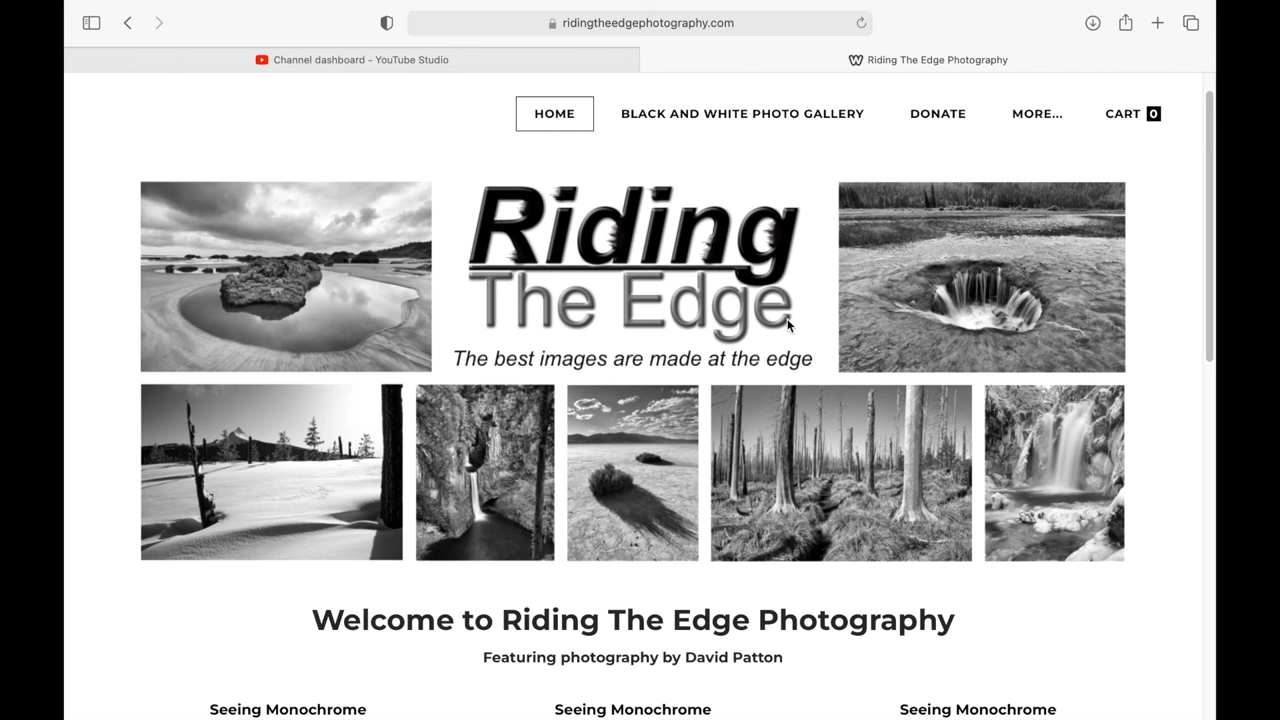 ridingtheedgephotography.com
Channel dashboard - YouTube Studio
Riding The Edge Photography
HOME
BLACK AND WHITE PHOTO GALLERY
DONATE
MORE...
CART 0
Riding
The Edge
The best images are made at the edge
Welcome to Riding The Edge Photography
Featuring photography by David Patton
Seeing Monochrome
Seeing Monochrome
Seeing Monochrome